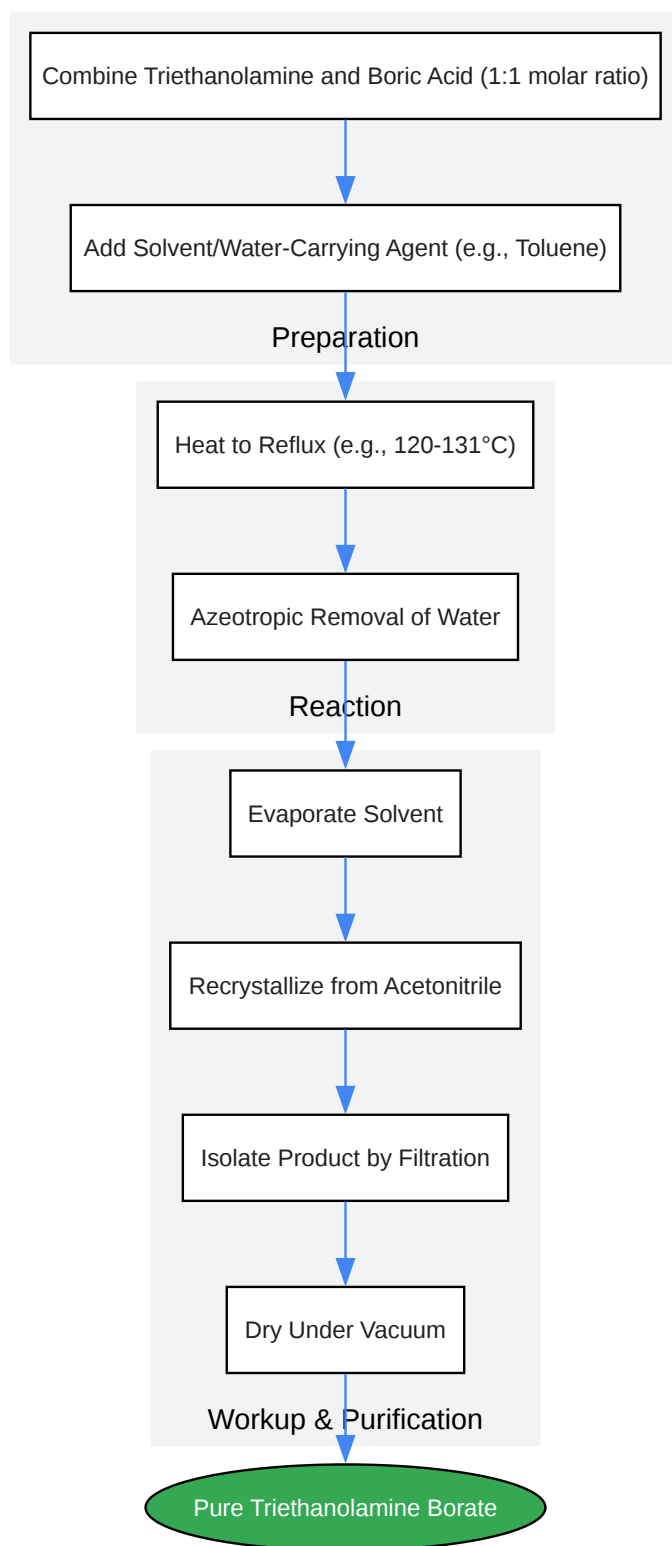 Combine Triethanolamine and Boric Acid (1:1 molar ratio)
Add Solvent/Water-Carrying Agent (e.g., Toluene)
Preparation
Heat to Reflux (e.g., 120-131°C)
Azeotropic Removal of Water
Reaction
Evaporate Solvent
Recrystallize from Acetonitrile
Isolate Product by Filtration
Dry Under Vacuum
Workup & Purification
Pure Triethanolamine Borate